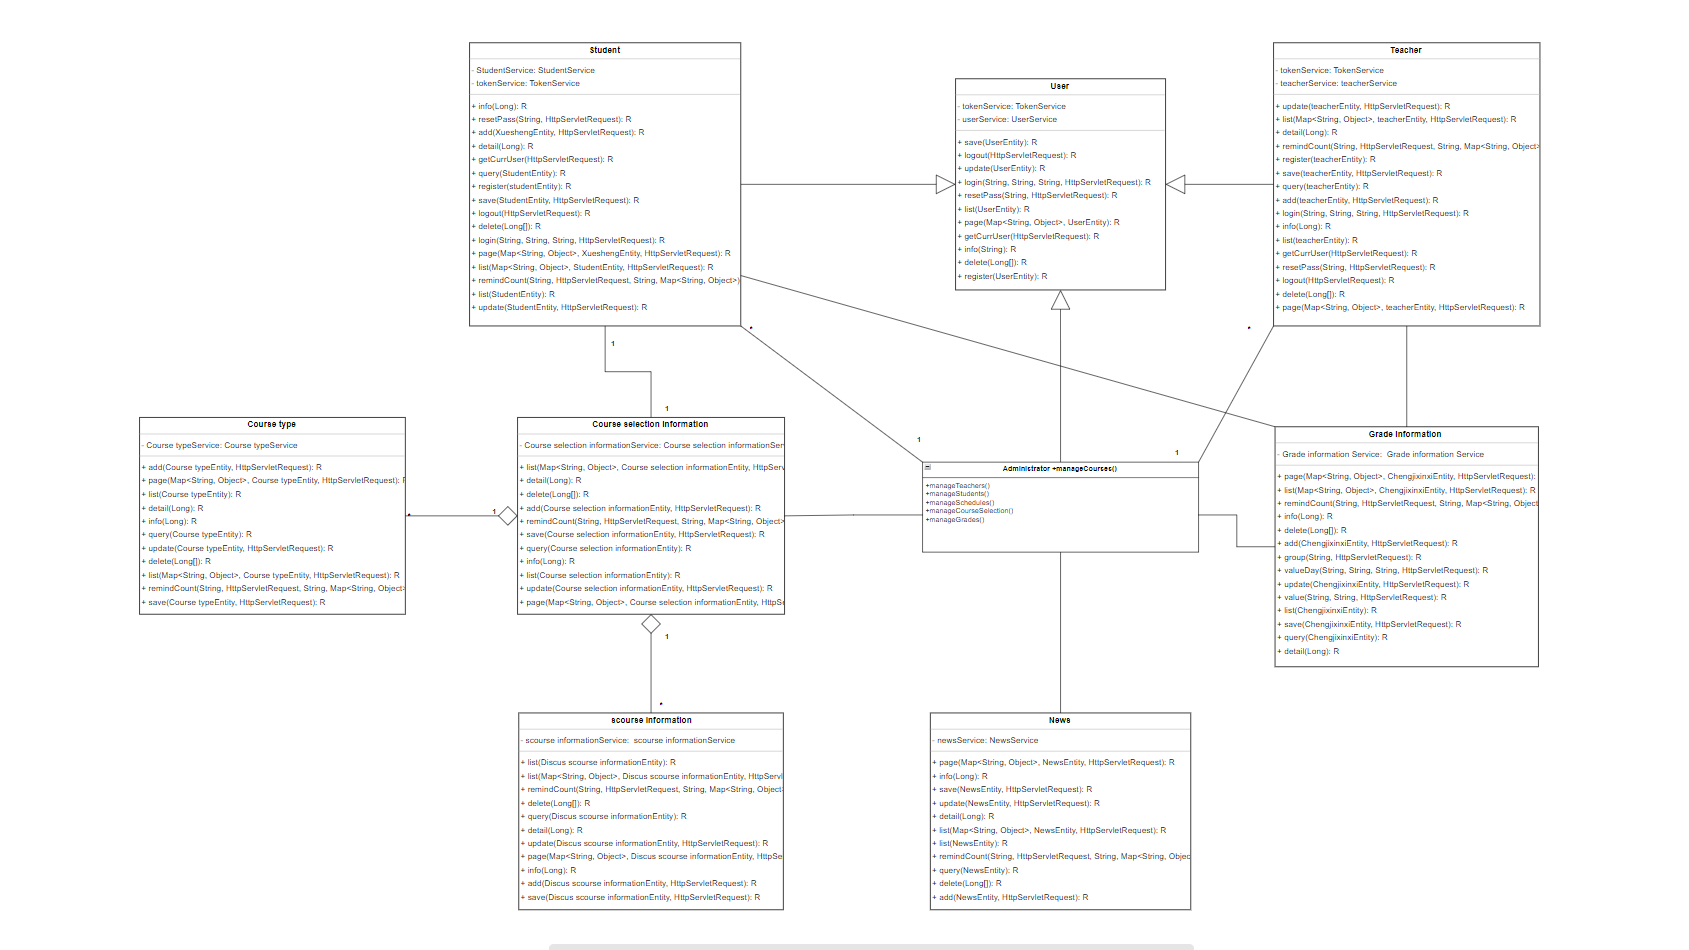 Student
- StudentService: StudentService
- tokenService: TokenService
+ info(Long): R
+ resetPass(String, HttpServletRequest): R
+ add(XueshengEntity, HttpServletRequest): R
+ detail(Long): R
+ getCurrUser(HttpServletRequest): R
+ query(StudentEntity): R
+ register(studentEntity): R
+ save(StudentEntity, HttpServletRequest): R
+ logout(HttpServletRequest): R
+ delete(Long[]): R
+ login(String, String, String, HttpServletRequest): R
+ page(Map<String, Object>, XueshengEntity, HttpServletRequest): R
+ list(Map<String, Object>, StudentEntity, HttpServletRequest): R
+ remindCount(String, HttpServletRequest, String, Map<String, Object>)
+ list(StudentEntity): R
+ update(StudentEntity, HttpServletRequest): R
User
- tokenService: TokenService
- userService: UserService
+ save(UserEntity): R
+ logout(HttpServletRequest): R
+ update(UserEntity): R
+ login(String, String, String, HttpServletRequest): R
+ resetPass(String, HttpServletRequest): R
+ list(UserEntity): R
+ page(Map<String, Object>, UserEntity): R
+ getCurrUser(HttpServletRequest): R
+ info(String): R
+ delete(Long[]): R
+ register(UserEntity): R
Teacher
- tokenService: TokenService
- teacherService: teacherService
+ update(teacherEntity, HttpServletRequest): R
+ list(Map<String, Object>, teacherEntity, HttpServletRequest): R
+ detail(Long): R
+ remindCount(String, HttpServletRequest, String, Map<String, Object>
+ register(teacherEntity): R
+ save(teacherEntity, HttpServletRequest): R
+ query(teacherEntity): R
+ add(teacherEntity, HttpServletRequest): R
+ login(String, String, String, HttpServletRequest): R
+ info(Long): R
+ list(teacherEntity): R
+ getCurrUser(HttpServletRequest): R
+ resetPass(String, HttpServletRequest): R
+ logout(HttpServletRequest): R
+ delete(Long[]): R
+ page(Map<String, Object>, teacherEntity, HttpServletRequest): R
*
*
1
1
1
1
Course type
- Course typeService: Course typeService
+ add(Course typeEntity, HttpServletRequest): R
+ page(Map<String, Object>, Course typeEntity, HttpServletRequest): R
+ list(Course typeEntity): R
+ detail(Long): R
+ info(Long): R
+ query(Course typeEntity): R
+ update(Course typeEntity, HttpServletRequest): R
+ delete(Long[]): R
+ list(Map<String, Object>, Course typeEntity, HttpServletRequest): R
+ remindCount(String, HttpServletRequest, String, Map<String, Object>
+ save(Course typeEntity, HttpServletRequest): R
*
1
Course selection information
- Course selection informationService: Course selection informationSer
+ list(Map<String, Object>, Course selection informationEntity, HttpServ
+ detail(Long): R
+ delete(Long[]): R
+ add(Course selection informationEntity, HttpServletRequest): R
+ remindCount(String, HttpServletRequest, String, Map<String, Object>
+ save(Course selection informationEntity, HttpServletRequest): R
+ query(Course selection informationEntity): R
+ info(Long): R
+ list(Course selection informationEntity): R
+ update(Course selection informationEntity, HttpServletRequest): R
+ page(Map<String, Object>, Course selection informationEntity, HttpSe
Administrator +manageCourses()
+manageTeachers()
+manageStudents()
+manageSchedules()
+manageCourseSelection()
+manageGrades()
Grade information
- Grade information Service: Grade information Service
+ page(Map<String, Object>, ChengjixinxiEntity, HttpServletRequest):
+ list(Map<String, Object>, ChengjixinxiEntity, HttpServletRequest): R
+ remindCount(String, HttpServletRequest, String, Map<String, Object
+ info(Long): R
+ delete(Long[]): R
+ add(ChengjixinxiEntity, HttpServletRequest): R
+ group(String, HttpServletRequest): R
+ valueDay(String, String, String, HttpServletRequest): R
+ update(ChengjixinxiEntity, HttpServletRequest): R
+ value(String, String, HttpServletRequest): R
+ list(ChengjixinxiEntity): R
+ save(ChengjixinxiEntity, HttpServletRequest): R
+ query(ChengjixinxiEntity): R
+ detail(Long): R
1
*
scourse information
- scourse informationService: scourse informationService
+ list(Discus scourse informationEntity): R
+ list(Map<String, Object>, Discus scourse informationEntity, HttpServl
+ remindCount(String, HttpServletRequest, String, Map<String, Object
+ delete(Long[]): R
+ query(Discus scourse informationEntity): R
+ detail(Long): R
+ update(Discus scourse informationEntity, HttpServletRequest): R
+ page(Map<String, Object>, Discus scourse informationEntity, HttpSe
+ info(Long): R
+ add(Discus scourse informationEntity, HttpServletRequest): R
+ save(Discus scourse informationEntity, HttpServletRequest): R
News
- newsService: NewsService
+ page(Map<String, Object>, NewsEntity, HttpServletRequest): R
+ info(Long): R
+ save(NewsEntity, HttpServletRequest): R
+ update(NewsEntity, HttpServletRequest): R
+ detail(Long): R
+ list(Map<String, Object>, NewsEntity, HttpServletRequest): R
+ list(NewsEntity): R
+ remindCount(String, HttpServletRequest, String, Map<String, Objec
+ query(NewsEntity): R
+ delete(Long[]): R
+ add(NewsEntity, HttpServletRequest): R